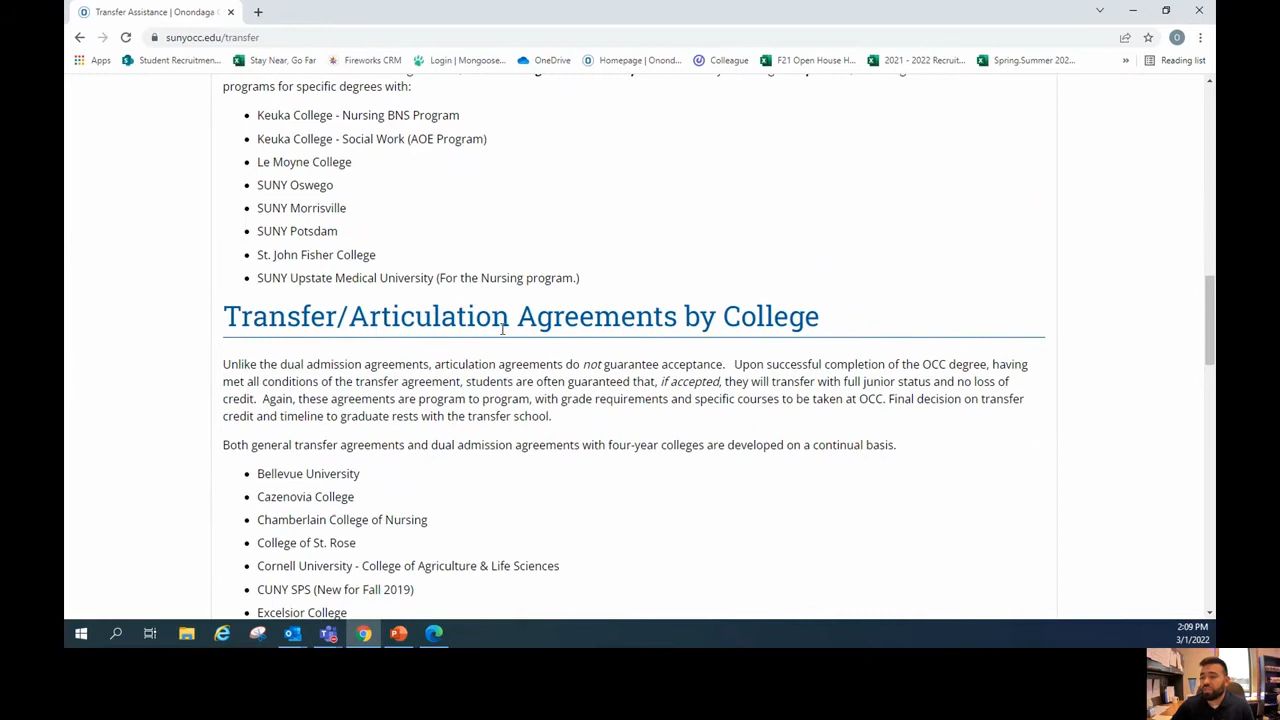 Transfer Assistance | Onondaga
sunyocc.edu/transfer
Apps
Student Recruitmen...
Stay Near, Go Far
Fireworks CRM
Login | Mongoose...
OneDrive
Homepage | Onond...
Colleague
F21 Open House H...
2021 - 2022 Recruit...
Spring.Summer 202...
»
Reading list
programs for specific degrees with:
Keuka College - Nursing BNS Program
Keuka College - Social Work (AOE Program)
Le Moyne College
SUNY Oswego
SUNY Morrisville
SUNY Potsdam
St. John Fisher College
SUNY Upstate Medical University (For the Nursing program.)
Transfer/Articulation Agreements by College
Unlike the dual admission agreements, articulation agreements do not guarantee acceptance. Upon successful completion of the OCC degree, having
met all conditions of the transfer agreement, students are often guaranteed that, if accepted, they will transfer with full junior status and no loss of
credit. Again, these agreements are program to program, with grade requirements and specific courses to be taken at OCC. Final decision on transfer
credit and timeline to graduate rests with the transfer school.
Both general transfer agreements and dual admission agreements with four-year colleges are developed on a continual basis.
Bellevue University
Cazenovia College
Chamberlain College of Nursing
College of St. Rose
Cornell University - College of Agriculture & Life Sciences
CUNY SPS (New for Fall 2019)
Excelsior College
2:09 PM
3/1/2022